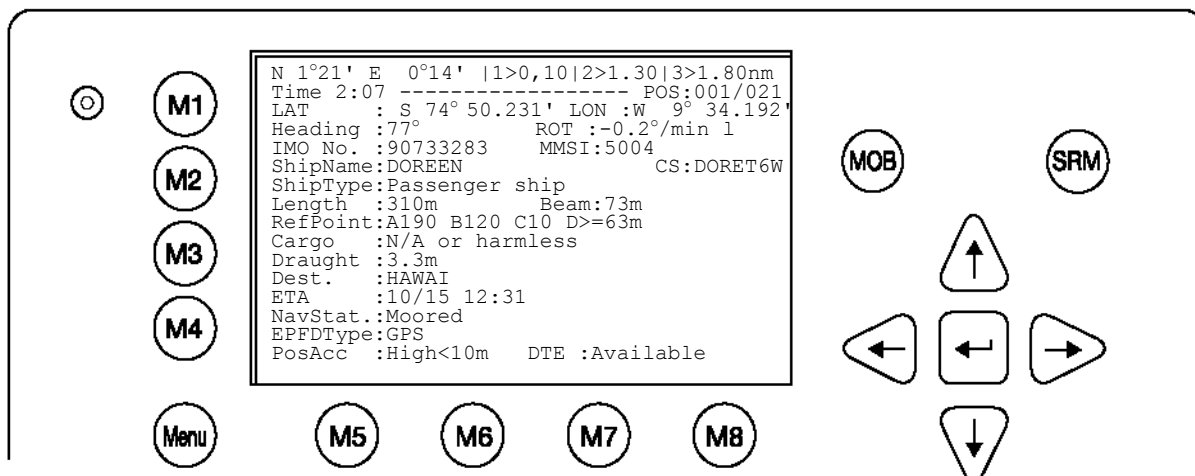 N 1°21' E 0°14' |1>0,10|2>1.30|3>1.80nm
Time 2:07 ------------------- POS:001/021
LAT : S 74° 50.231' LON :W 9° 34.192'
Heading :77° ROT :-0.2°/min l
IMO No. :90733283 MMSI:5004
ShipName:DOREEN CS:DORET6W
ShipType:Passenger ship
Length :310m Beam:73m
RefPoint:A190 B120 C10 D>=63m
Cargo :N/A or harmless
Draught :3.3m
Dest. :HAWAI
ETA :10/15 12:31
NavStat.:Moored
EPFDType:GPS
PosAcc :High<10m DTE :Available
M1
M2
M3
M4
Menu
M5
M6
M7
M8
MOB
SRM